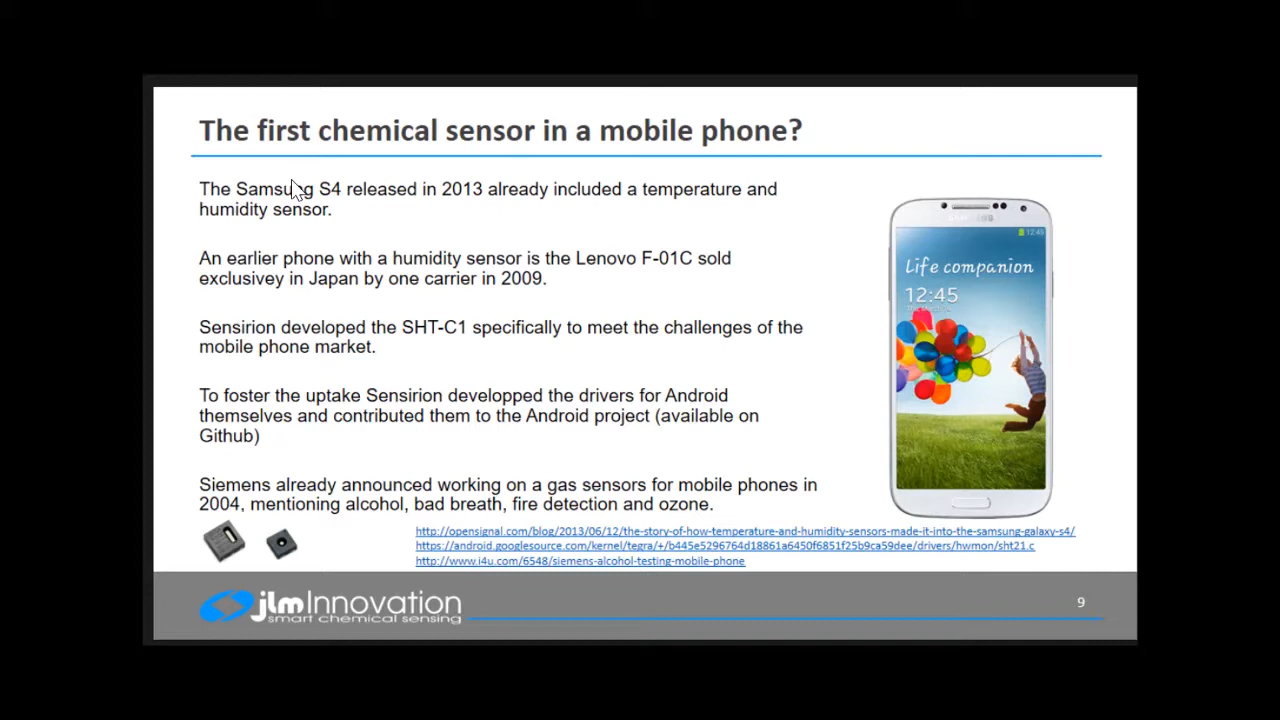 The first chemical sensor in a mobile phone?
The Samsung S4 released in 2013 already included a temperature and
humidity sensor.
An earlier phone with a humidity sensor is the Lenovo F-01C sold
exclusivey in Japan by one carrier in 2009.
Sensirion developed the SHT-C1 specifically to meet the challenges of the
mobile phone market.
To foster the uptake Sensirion developped the drivers for Android
themselves and contributed them to the Android project (available on
Github)
Siemens already announced working on a gas sensors for mobile phones in
2004, mentioning alcohol, bad breath, fire detection and ozone.
SAMSUNG
12:45
Life companion
12:45
http://opensignal.com/blog/2013/06/12/the-story-of-how-temperature-and-humidity-sensors-made-it-into-the-samsung-galaxy-s4/
https://android.googlesource.com/kernel/tegra/+/b445e5296764d18861a6450f6851f25b9ca59dee/drivers/hwmon/sht21.c
http://www.i4u.com/6548/siemens-alcohol-testing-mobile-phone
jlmInnovation
smart chemical sensing
9